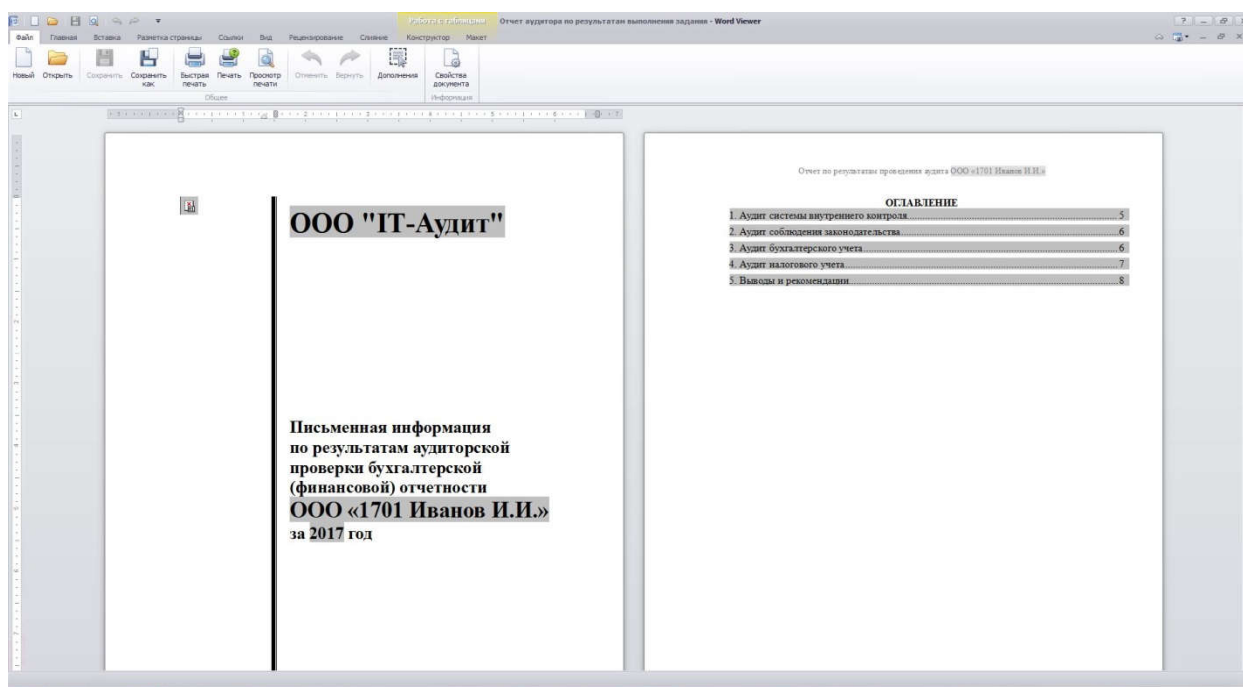 Работа с таблицами Отчет аудитора по результатам выполнения задания - Word Viewer
Файл Главная Вставка Разметка страницы Ссылки Вид Рецензирование Слияние Конструктор Макет
Новый Открыть Сохранить Сохранить как Быстрая печать Печать Просмотр печати Отменить Вернуть Дополнения Свойства документа
Общее Информация
ООО "IT-Аудит"
Письменная информация
по результатам аудиторской
проверки бухгалтерской
(финансовой) отчетности
ООО «1701 Иванов И.И.»
за 2017 год
Отчет по результатам проведения аудита ООО «1701 Иванов И.И.»
ОГЛАВЛЕНИЕ
1. Аудит системы внутреннего контроля 5
2. Аудит соблюдения законодательства 6
3. Аудит бухгалтерского учета 6
4. Аудит налогового учета 7
5. Выводы и рекомендации 8